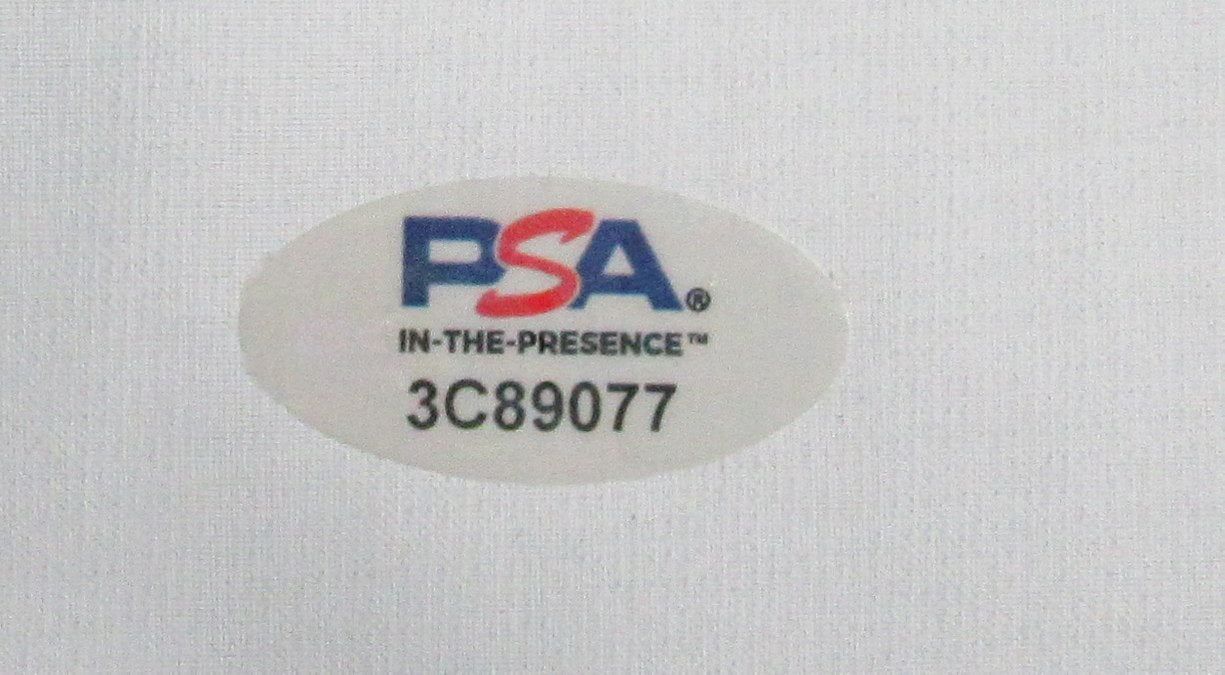 PSA®
IN-THE-PRESENCE™
3C89077